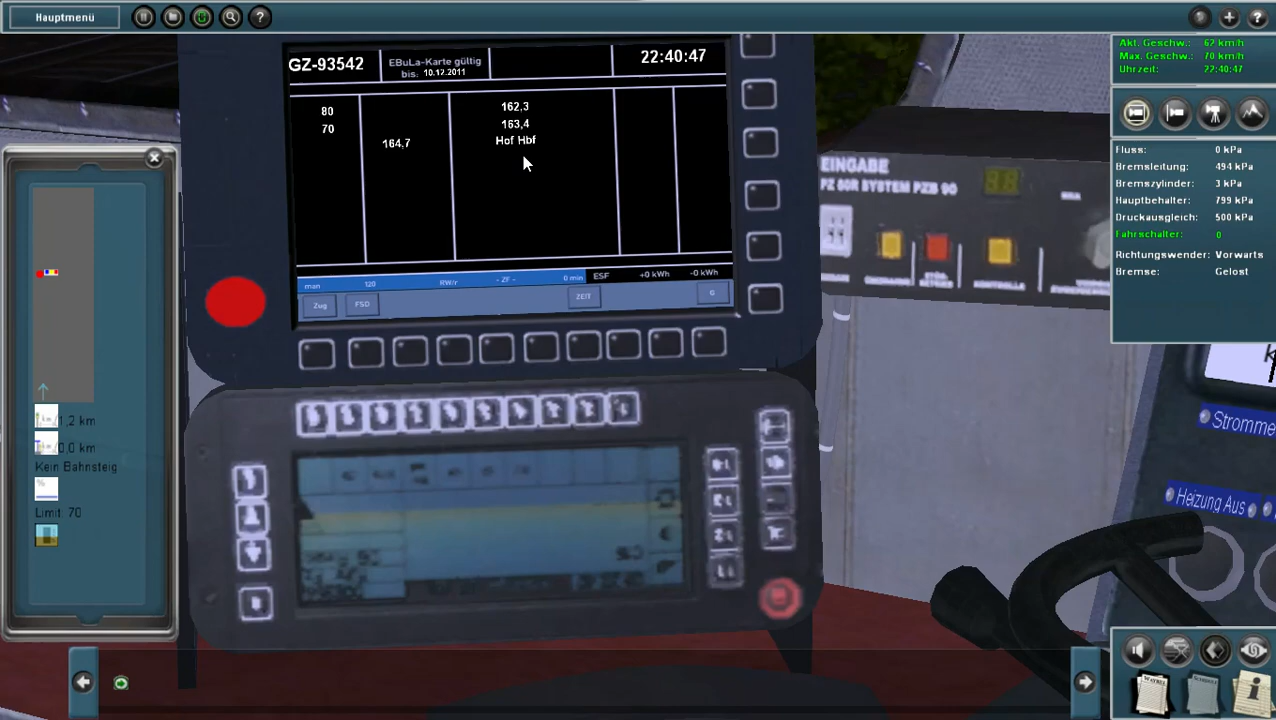 Hauptmenü
?
?
GZ-93542
EBuLa-Karte gültig
bis: 10.12.2011
22:40:47
80
162,3
70
163,4
164,7
Hof Hbf
man
120
RW/r
- ZF -
0 min
ESF
+0 kWh
-0 kWh
Zug
FSD
ZEIT
G
EINGABE
PZ 80R SYSTEM PZB 90
Akt. Geschw.: 62 km/h
Max. Geschw.: 70 km/h
Uhrzeit: 22:40:47
Fluss: 0 kPa
Bremsleitung: 494 kPa
Bremszylinder: 3 kPa
Hauptbehalter: 799 kPa
Druckausgleich: 500 kPa
Fahrschalter: 0
Richtungswender: Vorwarts
Bremse: Gelost
1,2 km
0,0 km
Kein Bahnsteig
%
Limit: 70
Stromme
Heizung Aus